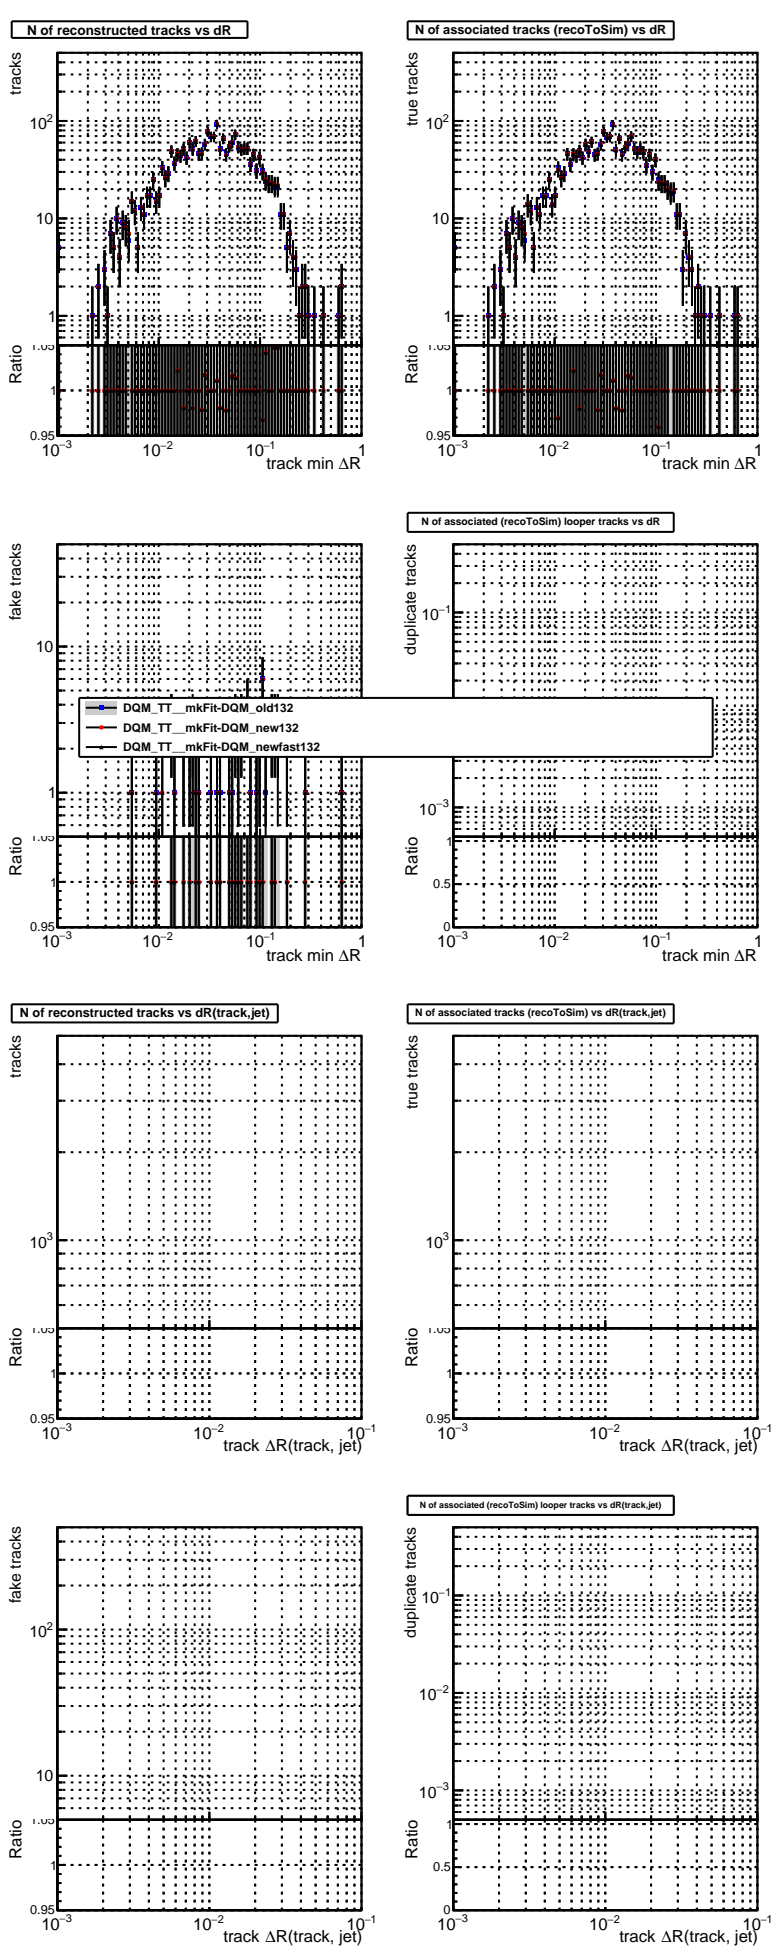 N of reconstructed tracks vs dR
tracks
10²
10
1
1.05
Ratio
1
0.95
10⁻³
10⁻²
10⁻¹
1
track min ΔR
N of associated tracks (recoToSim) vs dR
true tracks
10²
10
1
1.05
Ratio
1
0.95
10⁻³
10⁻²
10⁻¹
1
track min ΔR
fake tracks
10
1
1.05
Ratio
1
0.95
10⁻³
10⁻²
10⁻¹
1
track min ΔR
N of associated (recoToSim) looper tracks vs dR
duplicate tracks
10⁻¹
10⁻³
1
Ratio
0.5
0
10⁻³
10⁻²
10⁻¹
1
track min ΔR
DQM_TT__mkFit-DQM_old132
DQM_TT__mkFit-DQM_new132
DQM_TT__mkFit-DQM_newfast132
N of reconstructed tracks vs dR(track,jet)
tracks
10³
1.05
Ratio
1
0.95
10⁻³
10⁻²
10⁻¹
track ΔR(track, jet)
N of associated tracks (recoToSim) vs dR(track,jet)
true tracks
10³
1.05
Ratio
1
0.95
10⁻³
10⁻²
10⁻¹
track ΔR(track, jet)
fake tracks
10²
10
1.05
Ratio
1
0.95
10⁻³
10⁻²
10⁻¹
track ΔR(track, jet)
N of associated (recoToSim) looper tracks vs dR(track,jet)
duplicate tracks
10⁻¹
10⁻²
10⁻³
1
Ratio
0.5
0
10⁻³
10⁻²
10⁻¹
track ΔR(track, jet)